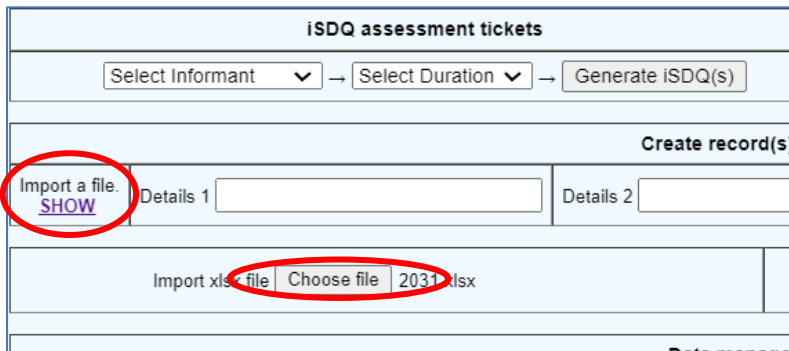 iSDQ assessment tickets
Select Informant → Select Duration → Generate iSDQ(s)
Create record(s)
Import a file.
SHOW
Details 1
Details 2
Import xlsx file Choose file 2031.xlsx